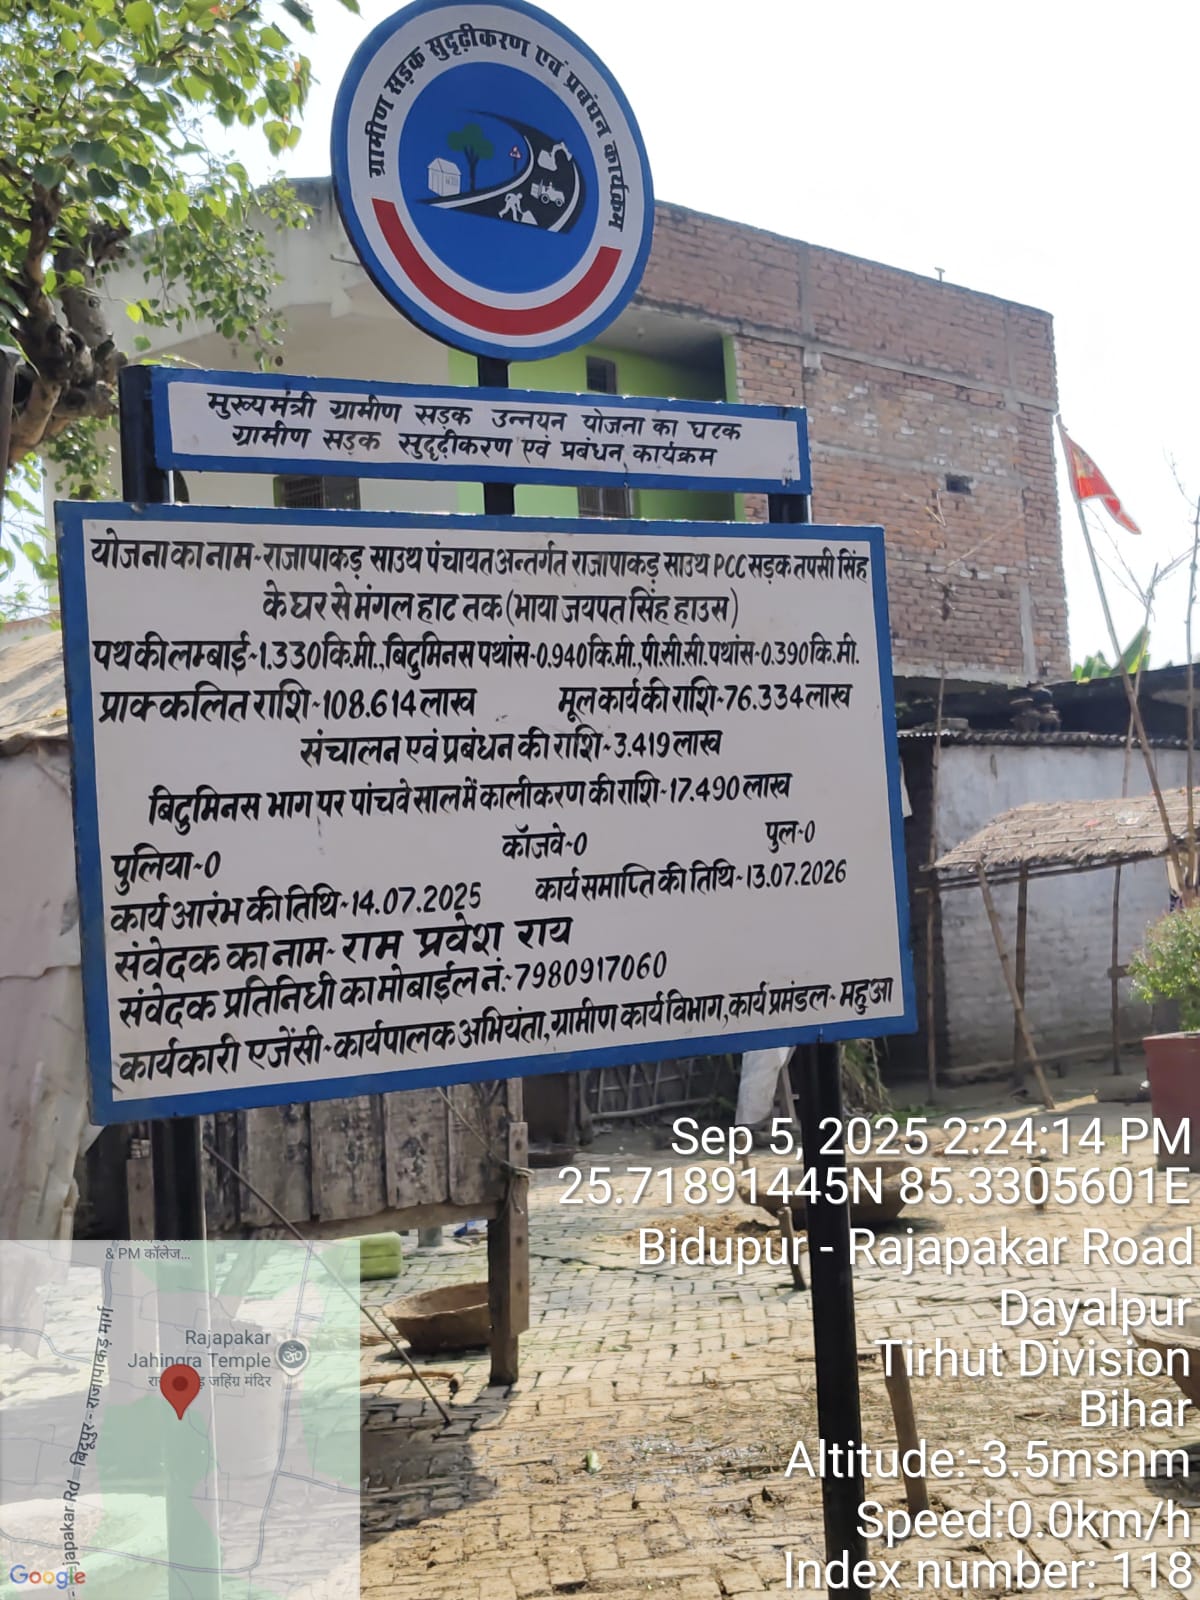 ग्रामीण सड़क सुदृढ़ीकरण एवं प्रबंधन कार्यक्रम
मुख्यमंत्री ग्रामीण सड़क उन्नयन योजना का घटक
ग्रामीण सड़क सुदृढ़ीकरण एवं प्रबंधन कार्यक्रम
योजना का नाम-राजापाकड़ साउथ पंचायत अन्तर्गत राजापाकड़ साउथ PCC सड़क तपसी सिंह
के घर से मंगल हाट तक (भाया जयपत सिंह हाउस)
पथ की लम्बाई-1.330 कि.मी., बिटुमिनस पथांस-0.940 कि.मी., पी.सी.सी. पथांस-0.390 कि.मी.
प्राक्कलित राशि-108.614 लाख मूल कार्य की राशि-76.334 लाख
संचालन एवं प्रबंधन की राशि-3.419 लाख
बिटुमिनस भाग पर पांचवे साल में कालीकरण की राशि-17.490 लाख
पुलिया-0 कॉजवे-0 पुल-0
कार्य आरंभ की तिथि-14.07.2025 कार्य समाप्ति की तिथि-13.07.2026
संवेदक का नाम- राम प्रवेश राय
संवेदक प्रतिनिधी का मोबाईल नं.-7980917060
कार्यकारी एजेंसी-कार्यपालक अभियंता, ग्रामीण कार्य विभाग, कार्य प्रमंडल- महुआ
Sep 5, 2025 2:24:14 PM
25.71891445N 85.3305601E
Bidupur - Rajapakar Road
Dayalpur
Tirhut Division
Bihar
Altitude:-3.5msnm
Speed:0.0km/h
Index number: 118
& PM कॉलेज...
Rajapakar
Jahingra Temple
जहिंग्र मंदिर
बिदूपुर - राजापाकड़ मार्ग
Google